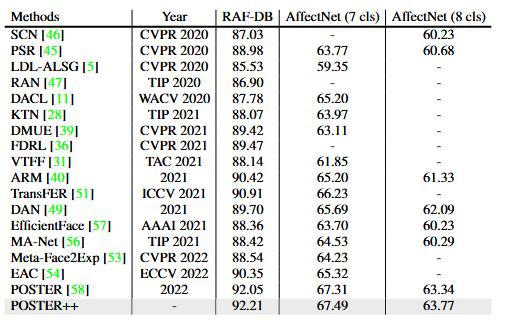 Methods Year RAF-DB AffectNet (7 cls) AffectNet (8 cls)
SCN [46] CVPR 2020 87.03 - 60.23
PSR [45] CVPR 2020 88.98 63.77 60.68
LDL-ALSG [5] CVPR 2020 85.53 59.35 -
RAN [47] TIP 2020 86.90 - -
DACL [11] WACV 2020 87.78 65.20 -
KTN [28] TIP 2021 88.07 63.97 -
DMUE [39] CVPR 2021 89.42 63.11 -
FDRL [36] CVPR 2021 89.47 - -
VTFF [31] TAC 2021 88.14 61.85 -
ARM [40] 2021 90.42 65.20 61.33
TransFER [51] ICCV 2021 90.91 66.23 -
DAN [49] 2021 89.70 65.69 62.09
EfficientFace [57] AAAI 2021 88.36 63.70 60.23
MA-Net [56] TIP 2021 88.42 64.53 60.29
Meta-Face2Exp [53] CVPR 2022 88.54 64.23 -
EAC [54] ECCV 2022 90.35 65.32 -
POSTER [58] 2022 92.05 67.31 63.34
POSTER++ - 92.21 67.49 63.77